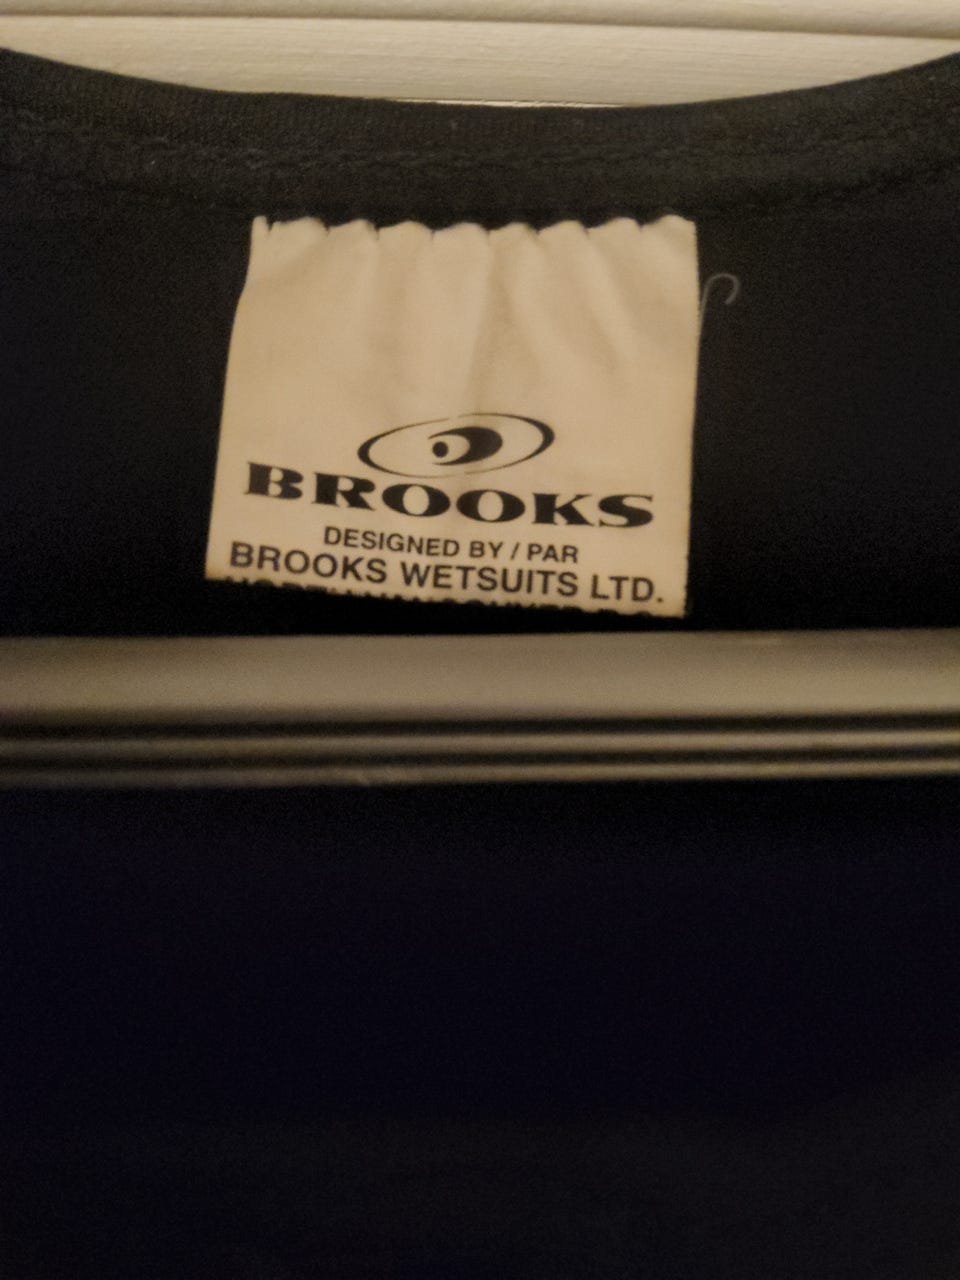 BROOKS
DESIGNED BY / PAR
BROOKS WETSUITS LTD.